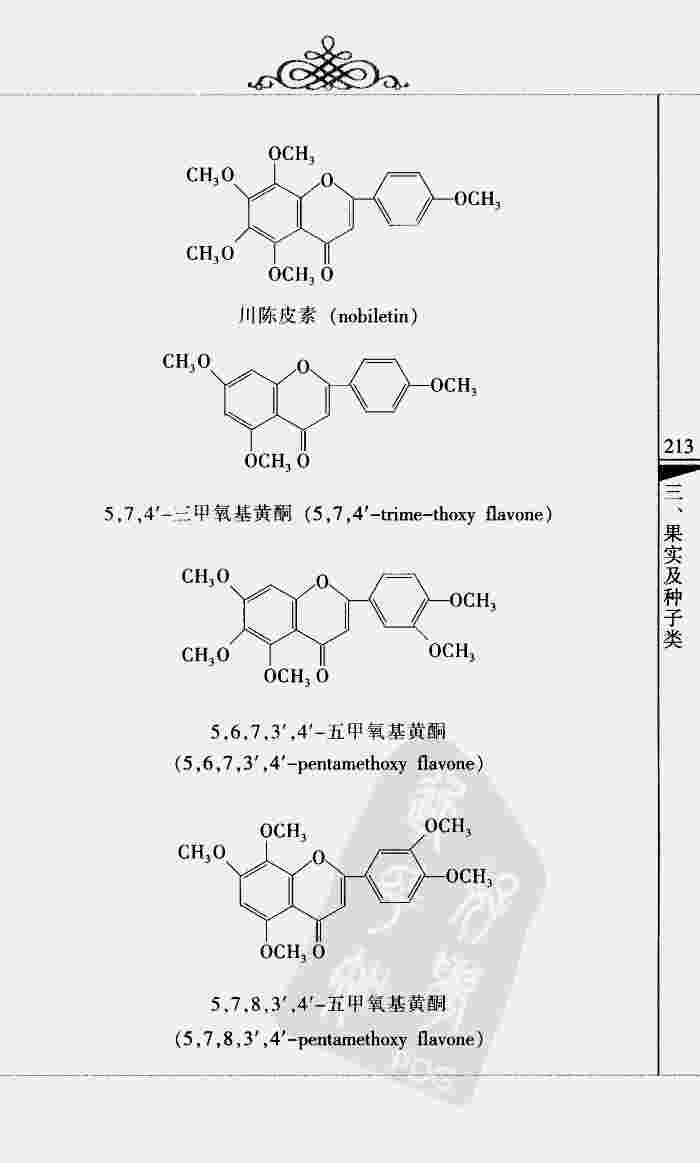 OCH₃
CH₃O
O
OCH₃
CH₃O
OCH₃ O
川陈皮素 (nobiletin)
CH₃O
O
OCH₃
OCH₃ O
5,7,4′-三甲氧基黄酮 (5,7,4′-trime-thoxy flavone)
CH₃O
O
OCH₃
CH₃O
OCH₃
OCH₃ O
5,6,7,3′,4′-五甲氧基黄酮
(5,6,7,3′,4′-pentamethoxy flavone)
OCH₃
OCH₃
CH₃O
O
OCH₃
OCH₃ O
5,7,8,3′,4′-五甲氧基黄酮
(5,7,8,3′,4′-pentamethoxy flavone)
213
三、果实及种子类
PDS